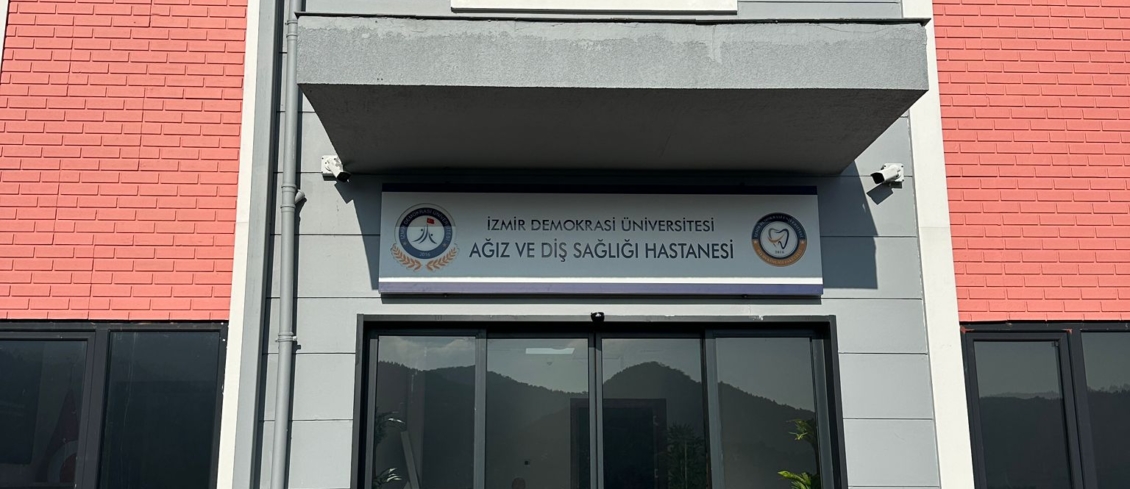 İZMİR DEMOKRASİ ÜNİVERSİTESİ
AĞIZ VE DİŞ SAĞLIĞI HASTANESİ